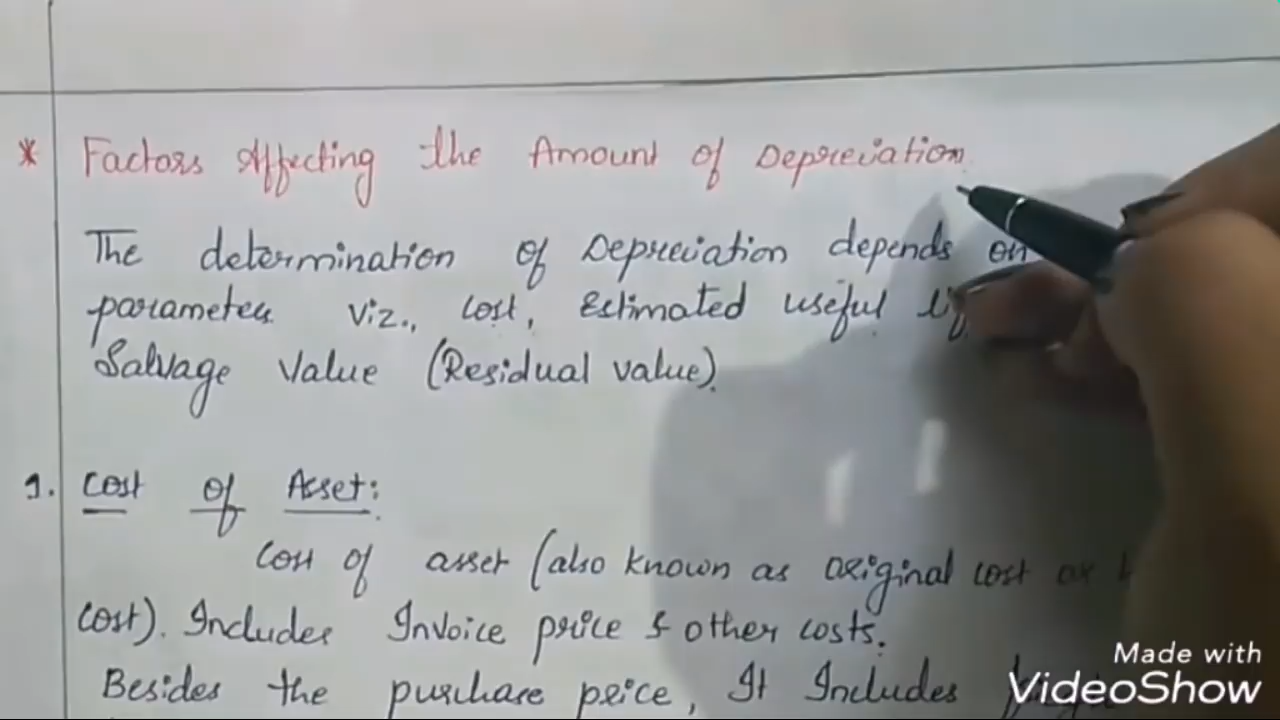 * Factors Affecting the Amount of Depreciation
The determination of Depreciation depends on
parameters viz., cost, Estimated useful
Salvage Value (Residual value).
1. Cost of Asset:
Cost of asset (also known as original cost or
cost). Includes Invoice price & other costs.
Besides the purchase price, It Includes
Made with
VideoShow